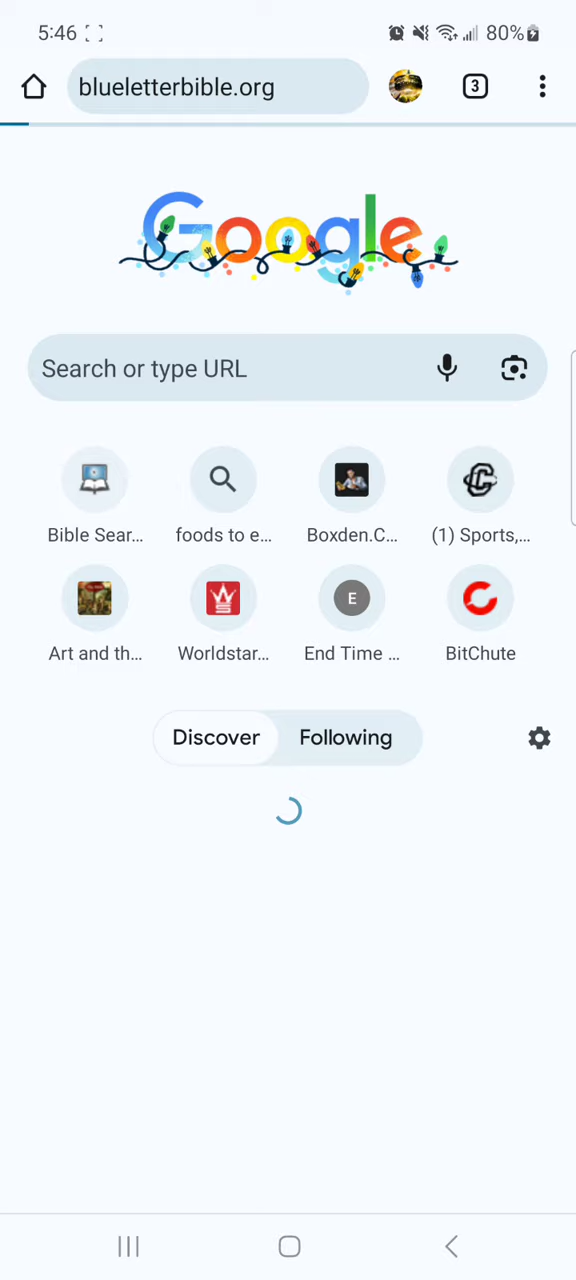 5:46 80%
blueletterbible.org 3
Google
Search or type URL
Bible Sear... foods to e... Boxden.C... (1) Sports,...
E
Art and th... Worldstar... End Time ... BitChute
Discover Following